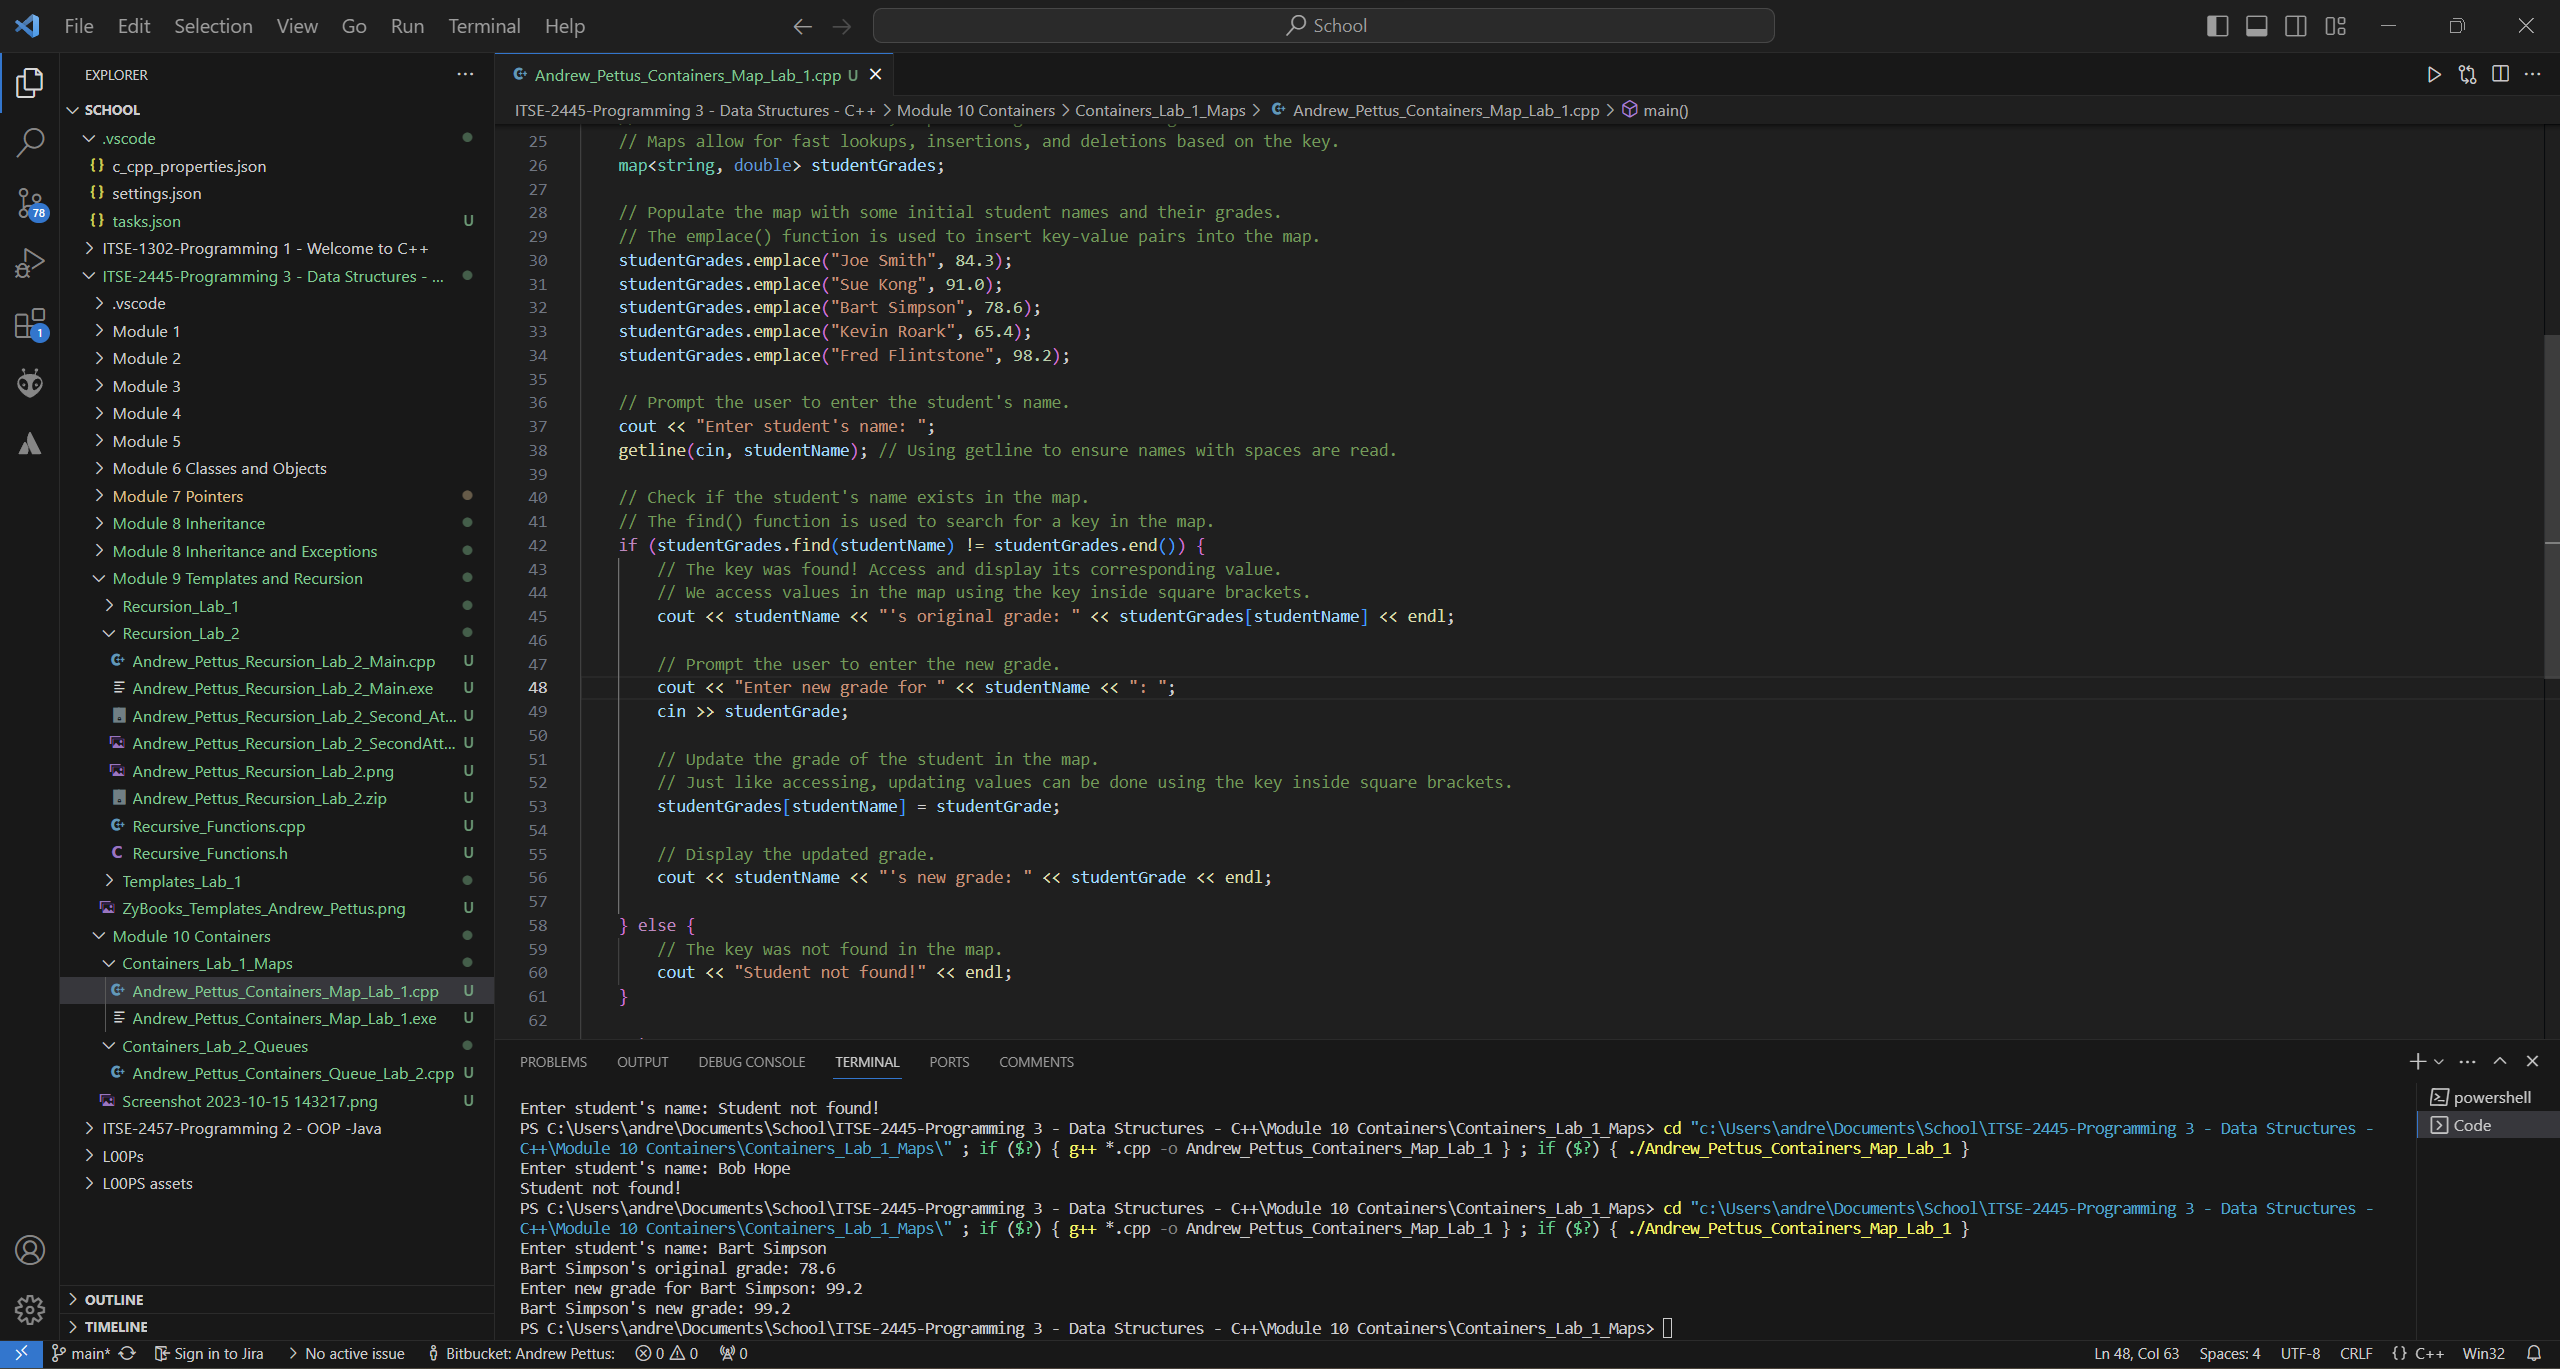 File Edit Selection View Go Run Terminal Help
School
EXPLORER
SCHOOL
.vscode
{} c_cpp_properties.json
{} settings.json
{} tasks.json U
ITSE-1302-Programming 1 - Welcome to C++
ITSE-2445-Programming 3 - Data Structures - ...
.vscode
Module 1
Module 2
Module 3
Module 4
Module 5
Module 6 Classes and Objects
Module 7 Pointers
Module 8 Inheritance
Module 8 Inheritance and Exceptions
Module 9 Templates and Recursion
Recursion_Lab_1
Recursion_Lab_2
Andrew_Pettus_Recursion_Lab_2_Main.cpp U
Andrew_Pettus_Recursion_Lab_2_Main.exe U
Andrew_Pettus_Recursion_Lab_2_Second_At... U
Andrew_Pettus_Recursion_Lab_2_SecondAtt... U
Andrew_Pettus_Recursion_Lab_2.png U
Andrew_Pettus_Recursion_Lab_2.zip U
Recursive_Functions.cpp U
C Recursive_Functions.h U
Templates_Lab_1
ZyBooks_Templates_Andrew_Pettus.png U
Module 10 Containers
Containers_Lab_1_Maps
Andrew_Pettus_Containers_Map_Lab_1.cpp U
Andrew_Pettus_Containers_Map_Lab_1.exe U
Containers_Lab_2_Queues
Andrew_Pettus_Containers_Queue_Lab_2.cpp U
Screenshot 2023-10-15 143217.png U
ITSE-2457-Programming 2 - OOP -Java
L00Ps
L00PS assets
OUTLINE
TIMELINE
78
1
Andrew_Pettus_Containers_Map_Lab_1.cpp U
ITSE-2445-Programming 3 - Data Structures - C++ > Module 10 Containers > Containers_Lab_1_Maps > Andrew_Pettus_Containers_Map_Lab_1.cpp > main()
25 // Maps allow for fast lookups, insertions, and deletions based on the key.
26 map<string, double> studentGrades;
27
28 // Populate the map with some initial student names and their grades.
29 // The emplace() function is used to insert key-value pairs into the map.
30 studentGrades.emplace("Joe Smith", 84.3);
31 studentGrades.emplace("Sue Kong", 91.0);
32 studentGrades.emplace("Bart Simpson", 78.6);
33 studentGrades.emplace("Kevin Roark", 65.4);
34 studentGrades.emplace("Fred Flintstone", 98.2);
35
36 // Prompt the user to enter the student's name.
37 cout << "Enter student's name: ";
38 getline(cin, studentName); // Using getline to ensure names with spaces are read.
39
40 // Check if the student's name exists in the map.
41 // The find() function is used to search for a key in the map.
42 if (studentGrades.find(studentName) != studentGrades.end()) {
43 // The key was found! Access and display its corresponding value.
44 // We access values in the map using the key inside square brackets.
45 cout << studentName << "'s original grade: " << studentGrades[studentName] << endl;
46
47 // Prompt the user to enter the new grade.
48 cout << "Enter new grade for " << studentName << ": ";
49 cin >> studentGrade;
50
51 // Update the grade of the student in the map.
52 // Just like accessing, updating values can be done using the key inside square brackets.
53 studentGrades[studentName] = studentGrade;
54
55 // Display the updated grade.
56 cout << studentName << "'s new grade: " << studentGrade << endl;
57
58 } else {
59 // The key was not found in the map.
60 cout << "Student not found!" << endl;
61 }
62
PROBLEMS OUTPUT DEBUG CONSOLE TERMINAL PORTS COMMENTS
Enter student's name: Student not found!
PS C:\Users\andre\Documents\School\ITSE-2445-Programming 3 - Data Structures - C++\Module 10 Containers\Containers_Lab_1_Maps> cd "c:\Users\andre\Documents\School\ITSE-2445-Programming 3 - Data Structures -
C++\Module 10 Containers\Containers_Lab_1_Maps\" ; if ($?) { g++ *.cpp -o Andrew_Pettus_Containers_Map_Lab_1 } ; if ($?) { ./Andrew_Pettus_Containers_Map_Lab_1 }
Enter student's name: Bob Hope
Student not found!
PS C:\Users\andre\Documents\School\ITSE-2445-Programming 3 - Data Structures - C++\Module 10 Containers\Containers_Lab_1_Maps> cd "c:\Users\andre\Documents\School\ITSE-2445-Programming 3 - Data Structures -
C++\Module 10 Containers\Containers_Lab_1_Maps\" ; if ($?) { g++ *.cpp -o Andrew_Pettus_Containers_Map_Lab_1 } ; if ($?) { ./Andrew_Pettus_Containers_Map_Lab_1 }
Enter student's name: Bart Simpson
Bart Simpson's original grade: 78.6
Enter new grade for Bart Simpson: 99.2
Bart Simpson's new grade: 99.2
PS C:\Users\andre\Documents\School\ITSE-2445-Programming 3 - Data Structures - C++\Module 10 Containers\Containers_Lab_1_Maps>
powershell
Code
main* Sign in to Jira No active issue Bitbucket: Andrew Pettus: 0 0 0 Ln 48, Col 63 Spaces: 4 UTF-8 CRLF {} C++ Win32